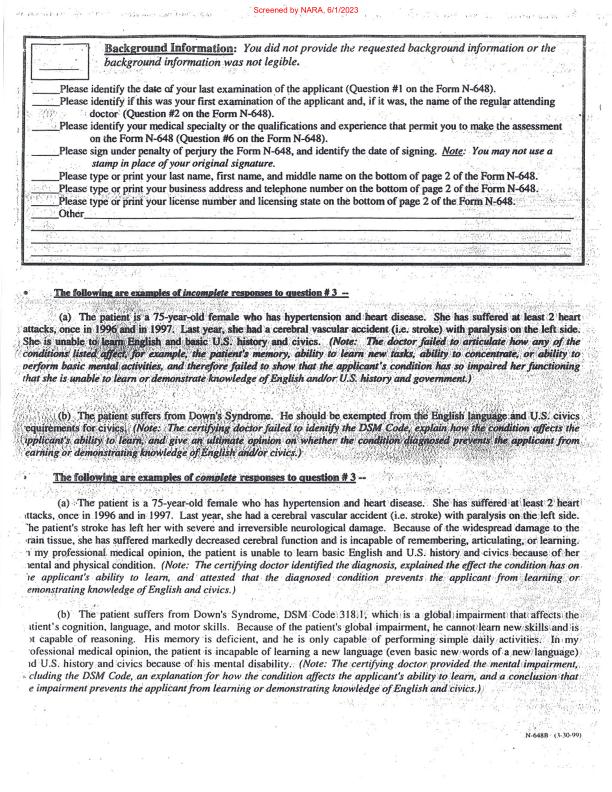 Screened by NARA, 6/1/2023
Background Information: You did not provide the requested background information or the
background information was not legible.
Please identify the date of your last examination of the applicant (Question #1 on the Form N-648).
Please identify if this was your first examination of the applicant and, if it was, the name of the regular attending
doctor (Question #2 on the Form N-648).
Please identify your medical specialty or the qualifications and experience that permit you to make the assessment
on the Form N-648 (Question #6 on the Form N-648).
Please sign under penalty of perjury the Form N-648, and identify the date of signing. Note: You may not use a
stamp in place of your original signature.
Please type or print your last name, first name, and middle name on the bottom of page 2 of the Form N-648.
Please type or print your business address and telephone number on the bottom of page 2 of the Form N-648.
Please type or print your license number and licensing state on the bottom of page 2 of the Form N-648.
Other
• The following are examples of incomplete responses to question # 3 --
(a) The patient is a 75-year-old female who has hypertension and heart disease. She has suffered at least 2 heart
attacks, once in 1996 and in 1997. Last year, she had a cerebral vascular accident (i.e. stroke) with paralysis on the left side.
She is unable to learn English and basic U.S. history and civics. (Note: The doctor failed to articulate how any of the
conditions listed affect, for example, the patient's memory, ability to learn new tasks, ability to concentrate, or ability to
perform basic mental activities, and therefore failed to show that the applicant's condition has so impaired her functioning
that she is unable to learn or demonstrate knowledge of English and/or U.S. history and government.)
(b) The patient suffers from Down's Syndrome. He should be exempted from the English language and U.S. civics
equirements for civics. (Note: The certifying doctor failed to identify the DSM Code, explain how the condition affects the
pplicant's ability to learn, and give an ultimate opinion on whether the condition diagnosed prevents the applicant from
earning or demonstrating knowledge of English and/or civics.)
The following are examples of complete responses to question # 3 --
(a) The patient is a 75-year-old female who has hypertension and heart disease. She has suffered at least 2 heart
ttacks, once in 1996 and in 1997. Last year, she had a cerebral vascular accident (i.e. stroke) with paralysis on the left side.
he patient's stroke has left her with severe and irreversible neurological damage. Because of the widespread damage to the
rain tissue, she has suffered markedly decreased cerebral function and is incapable of remembering, articulating, or learning.
my professional medical opinion, the patient is unable to learn basic English and U.S. history and civics because of her
ental and physical condition. (Note: The certifying doctor identified the diagnosis, explained the effect the condition has on
e applicant's ability to learn, and attested that the diagnosed condition prevents the applicant from learning or
emonstrating knowledge of English and civics.)
(b) The patient suffers from Down's Syndrome, DSM Code 318.1, which is a global impairment that affects the
tient's cognition, language, and motor skills. Because of the patient's global impairment, he cannot learn new skills and is
ot capable of reasoning. His memory is deficient, and he is only capable of performing simple daily activities. In my
ofessional medical opinion, the patient is incapable of learning a new language (even basic new words of a new language)
d U.S. history and civics because of his mental disability. (Note: The certifying doctor provided the mental impairment,
cluding the DSM Code, an explanation for how the condition affects the applicant's ability to learn, and a conclusion that
e impairment prevents the applicant from learning or demonstrating knowledge of English and civics.)
N-648B (3-30-99)